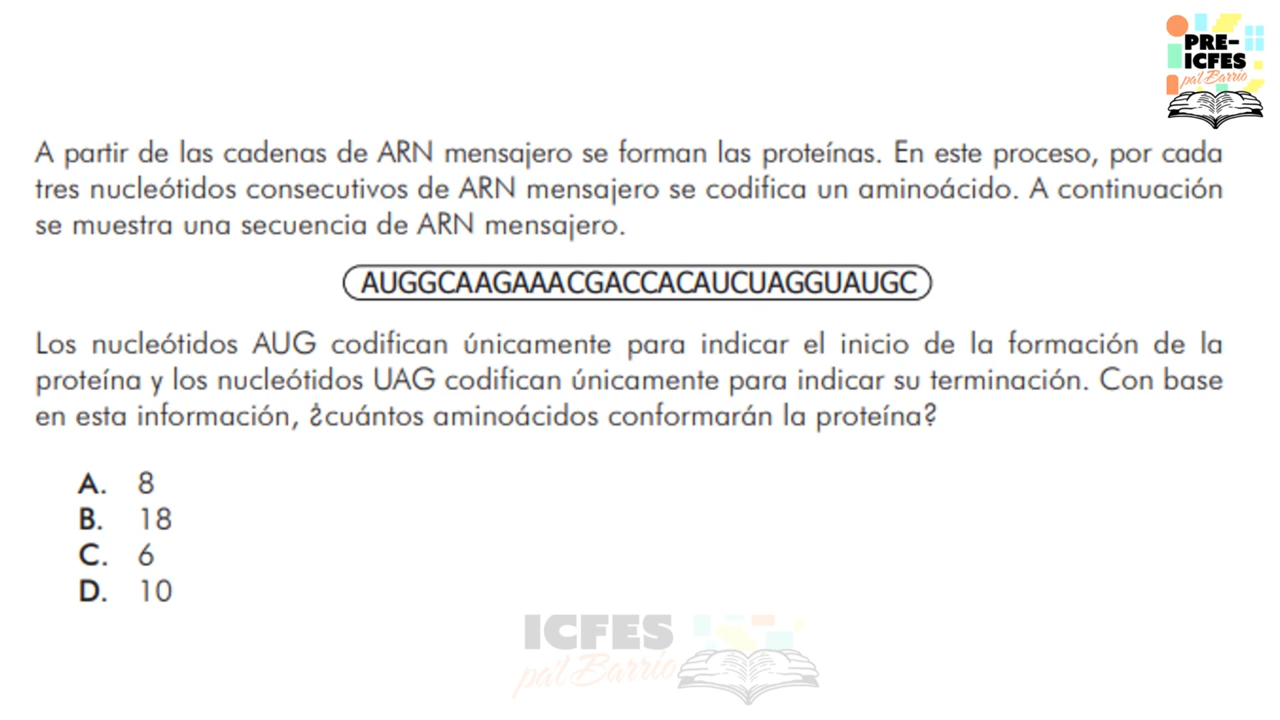 PRE-
ICFES
pa'l Barrio
A partir de las cadenas de ARN mensajero se forman las proteínas. En este proceso, por cada
tres nucleótidos consecutivos de ARN mensajero se codifica un aminoácido. A continuación
se muestra una secuencia de ARN mensajero.
AUGGCAAGAAACGACCACAUCUAGGUAUGC
Los nucleótidos AUG codifican únicamente para indicar el inicio de la formación de la
proteína y los nucleótidos UAG codifican únicamente para indicar su terminación. Con base
en esta información, ¿cuántos aminoácidos conformarán la proteína?
A. 8
B. 18
C. 6
D. 10
ICFES
pa'l Barrio